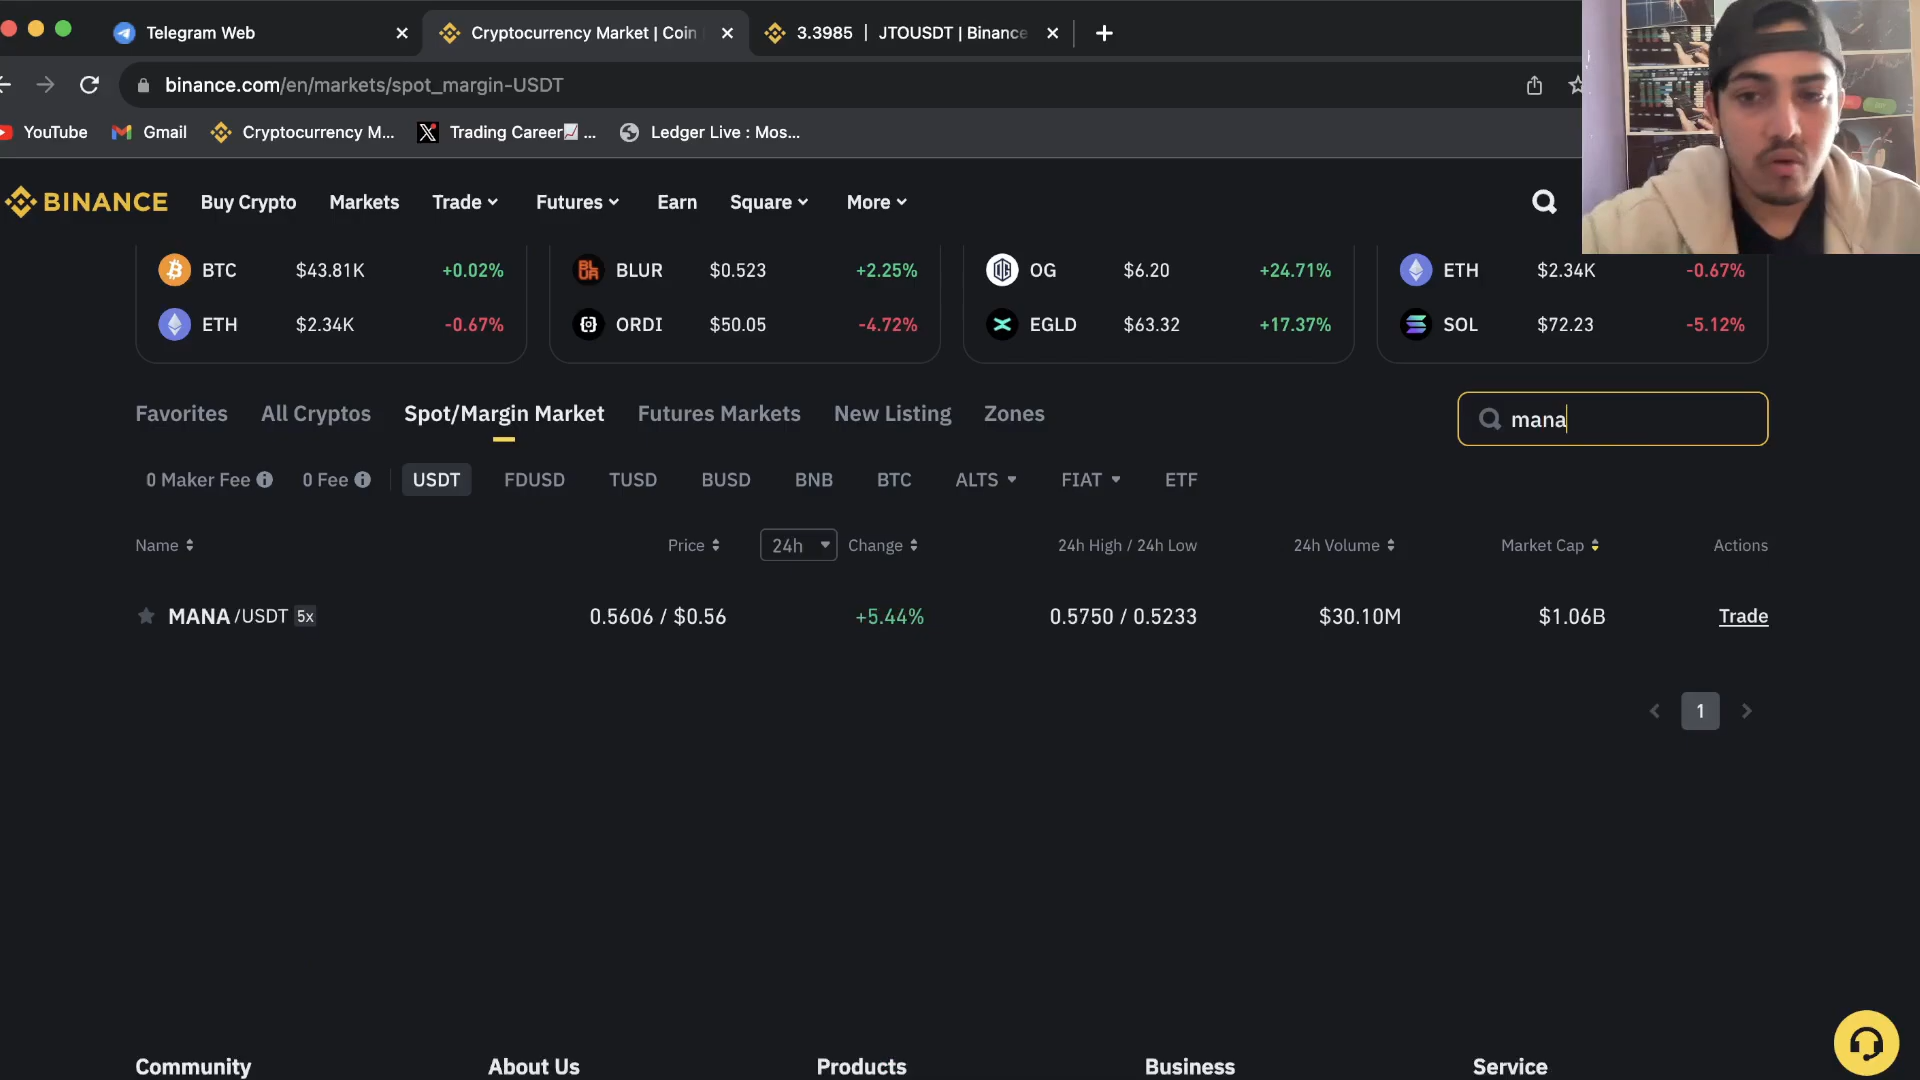 Telegram Web
Cryptocurrency Market | Coin
3.3985 | JTOUSDT | Binance
binance.com/en/markets/spot_margin-USDT
YouTube
Gmail
Cryptocurrency M...
Trading Career📈 ...
Ledger Live : Mos...
BINANCE
Buy Crypto
Markets
Trade
Futures
Earn
Square
More
BTC $43.81K +0.02%
BLUR $0.523 +2.25%
OG $6.20 +24.71%
ETH $2.34K -0.67%
ETH $2.34K -0.67%
ORDI $50.05 -4.72%
EGLD $63.32 +17.37%
SOL $72.23 -5.12%
Favorites
All Cryptos
Spot/Margin Market
Futures Markets
New Listing
Zones
mana
0 Maker Fee
0 Fee
USDT
FDUSD
TUSD
BUSD
BNB
BTC
ALTS
FIAT
ETF
Name
Price
24h
Change
24h High / 24h Low
24h Volume
Market Cap
Actions
MANA/USDT 5x
0.5606 / $0.56
+5.44%
0.5750 / 0.5233
$30.10M
$1.06B
Trade
1
Community
About Us
Products
Business
Service